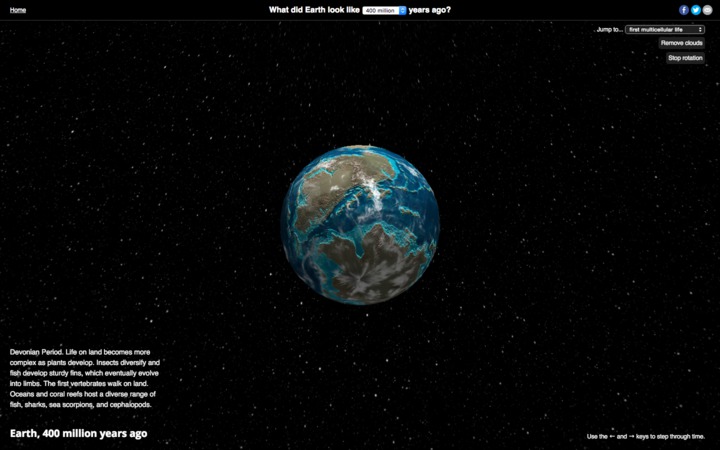 Home
What did Earth look like 400 million years ago?
Jump to... first multicellular life
Remove clouds
Stop rotation
Devonian Period. Life on land becomes more
complex as plants develop. Insects diversify and
fish develop sturdy fins, which eventually evolve
into limbs. The first vertebrates walk on land.
Oceans and coral reefs host a diverse range of
fish, sharks, sea scorpions, and cephalopods.
Earth, 400 million years ago
Use the ← and → keys to step through time.